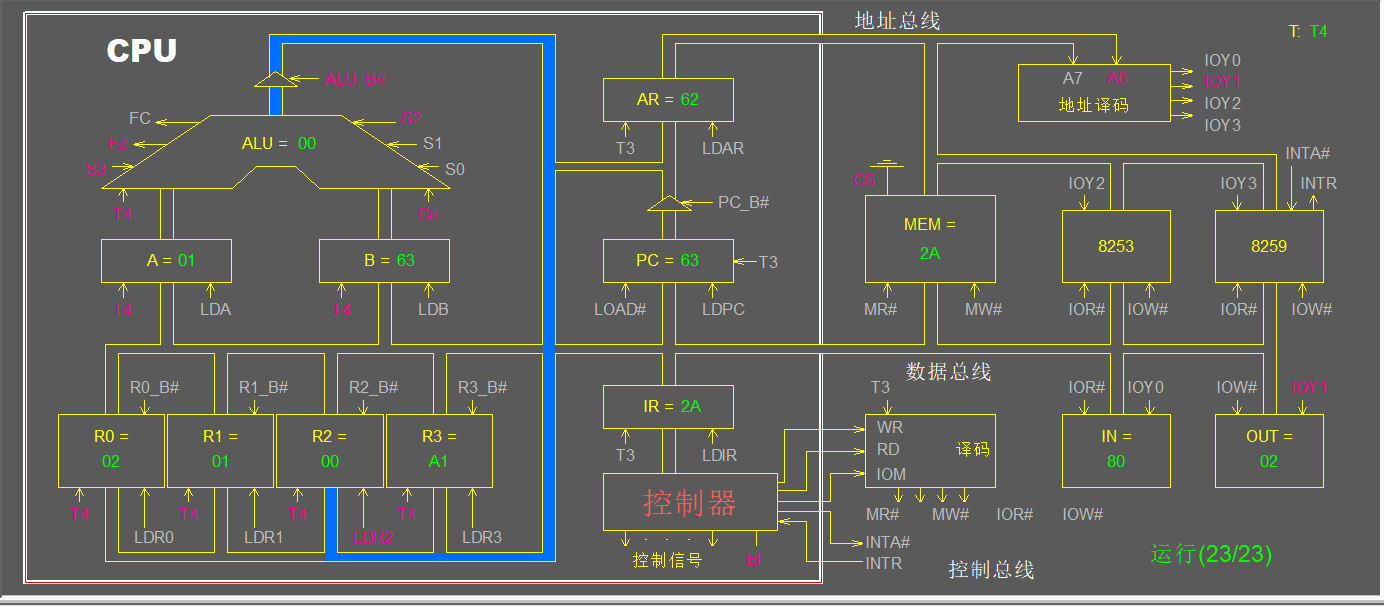 地址总线
T: T4
CPU
ALU_B#
A7 A6
地址译码
IOY0
IOY1
IOY2
IOY3
FC
FZ
S3
ALU = 00
S2
S1
S0
T4
Cn
AR = 62
T3 LDAR
PC_B#
CS
IOY2
IOY3
INTA#
INTR
A = 01
B = 63
PC = 63
T3
MEM =
2A
8253
8259
T4 LDA
T4 LDB
LOAD# LDPC
MR# MW#
IOR# IOW#
IOR# IOW#
数据总线
R0_B#
R1_B#
R2_B#
R3_B#
T3
IOR# IOY0
IOW# IOY1
R0 =
02
R1 =
01
R2 =
00
R3 =
A1
IR = 2A
T3 LDIR
WR
RD
IOM
译码
IN =
80
OUT =
02
T4
T4
T4
T4
LDR0
LDR1
LDR2
LDR3
控制器
MR# MW# IOR# IOW#
控制信号
· · ·
EI
INTA#
INTR
控制总线
运行(23/23)